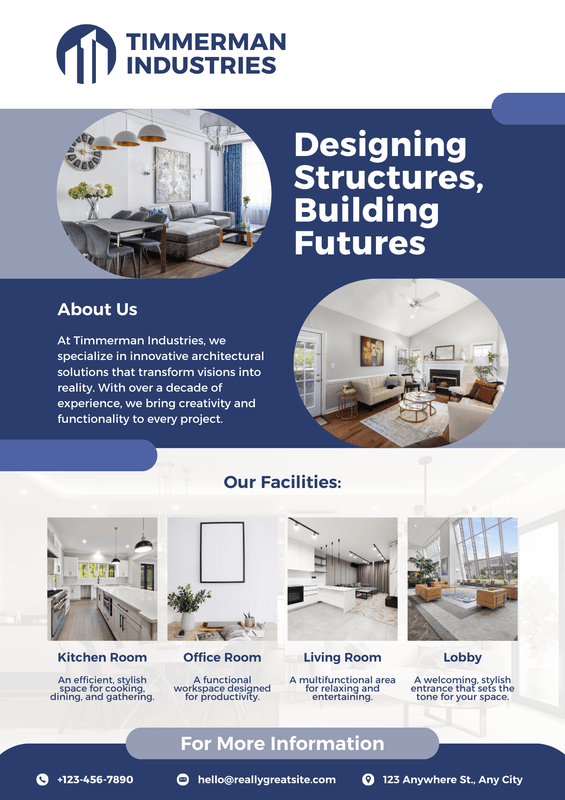 TIMMERMAN
INDUSTRIES
Designing
Structures,
Building
Futures
About Us
At Timmerman Industries, we
specialize in innovative architectural
solutions that transform visions into
reality. With over a decade of
experience, we bring creativity and
functionality to every project.
Our Facilities:
Kitchen Room
An efficient, stylish
space for cooking,
dining, and gathering.
Office Room
A functional
workspace designed
for productivity.
Living Room
A multifunctional area
for relaxing and
entertaining.
Lobby
A welcoming, stylish
entrance that sets the
tone for your space.
For More Information
+123-456-7890
hello@reallygreatsite.com
123 Anywhere St., Any City